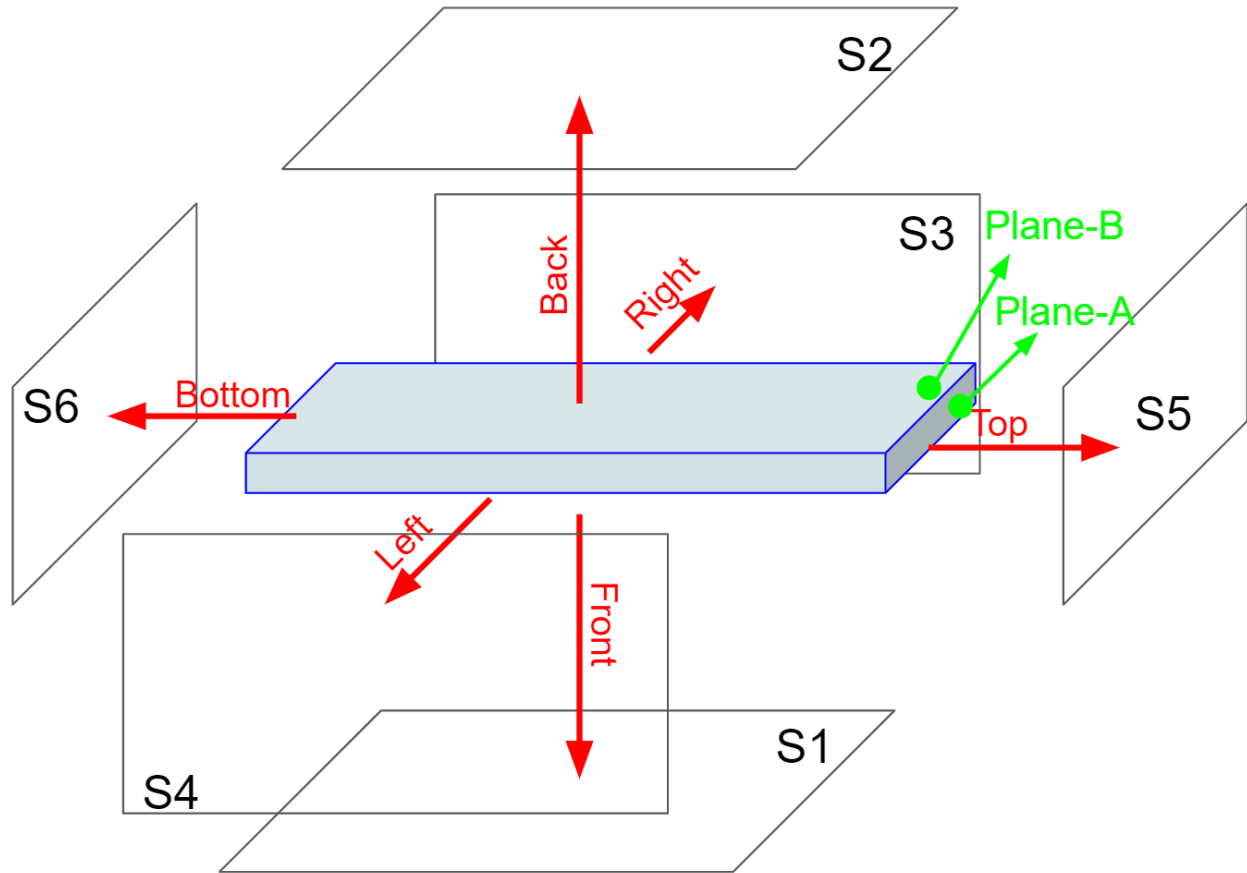 S2
S3
Plane-B
Back
Right
Plane-A
Bottom
S6
Top
S5
Left
Front
S1
S4